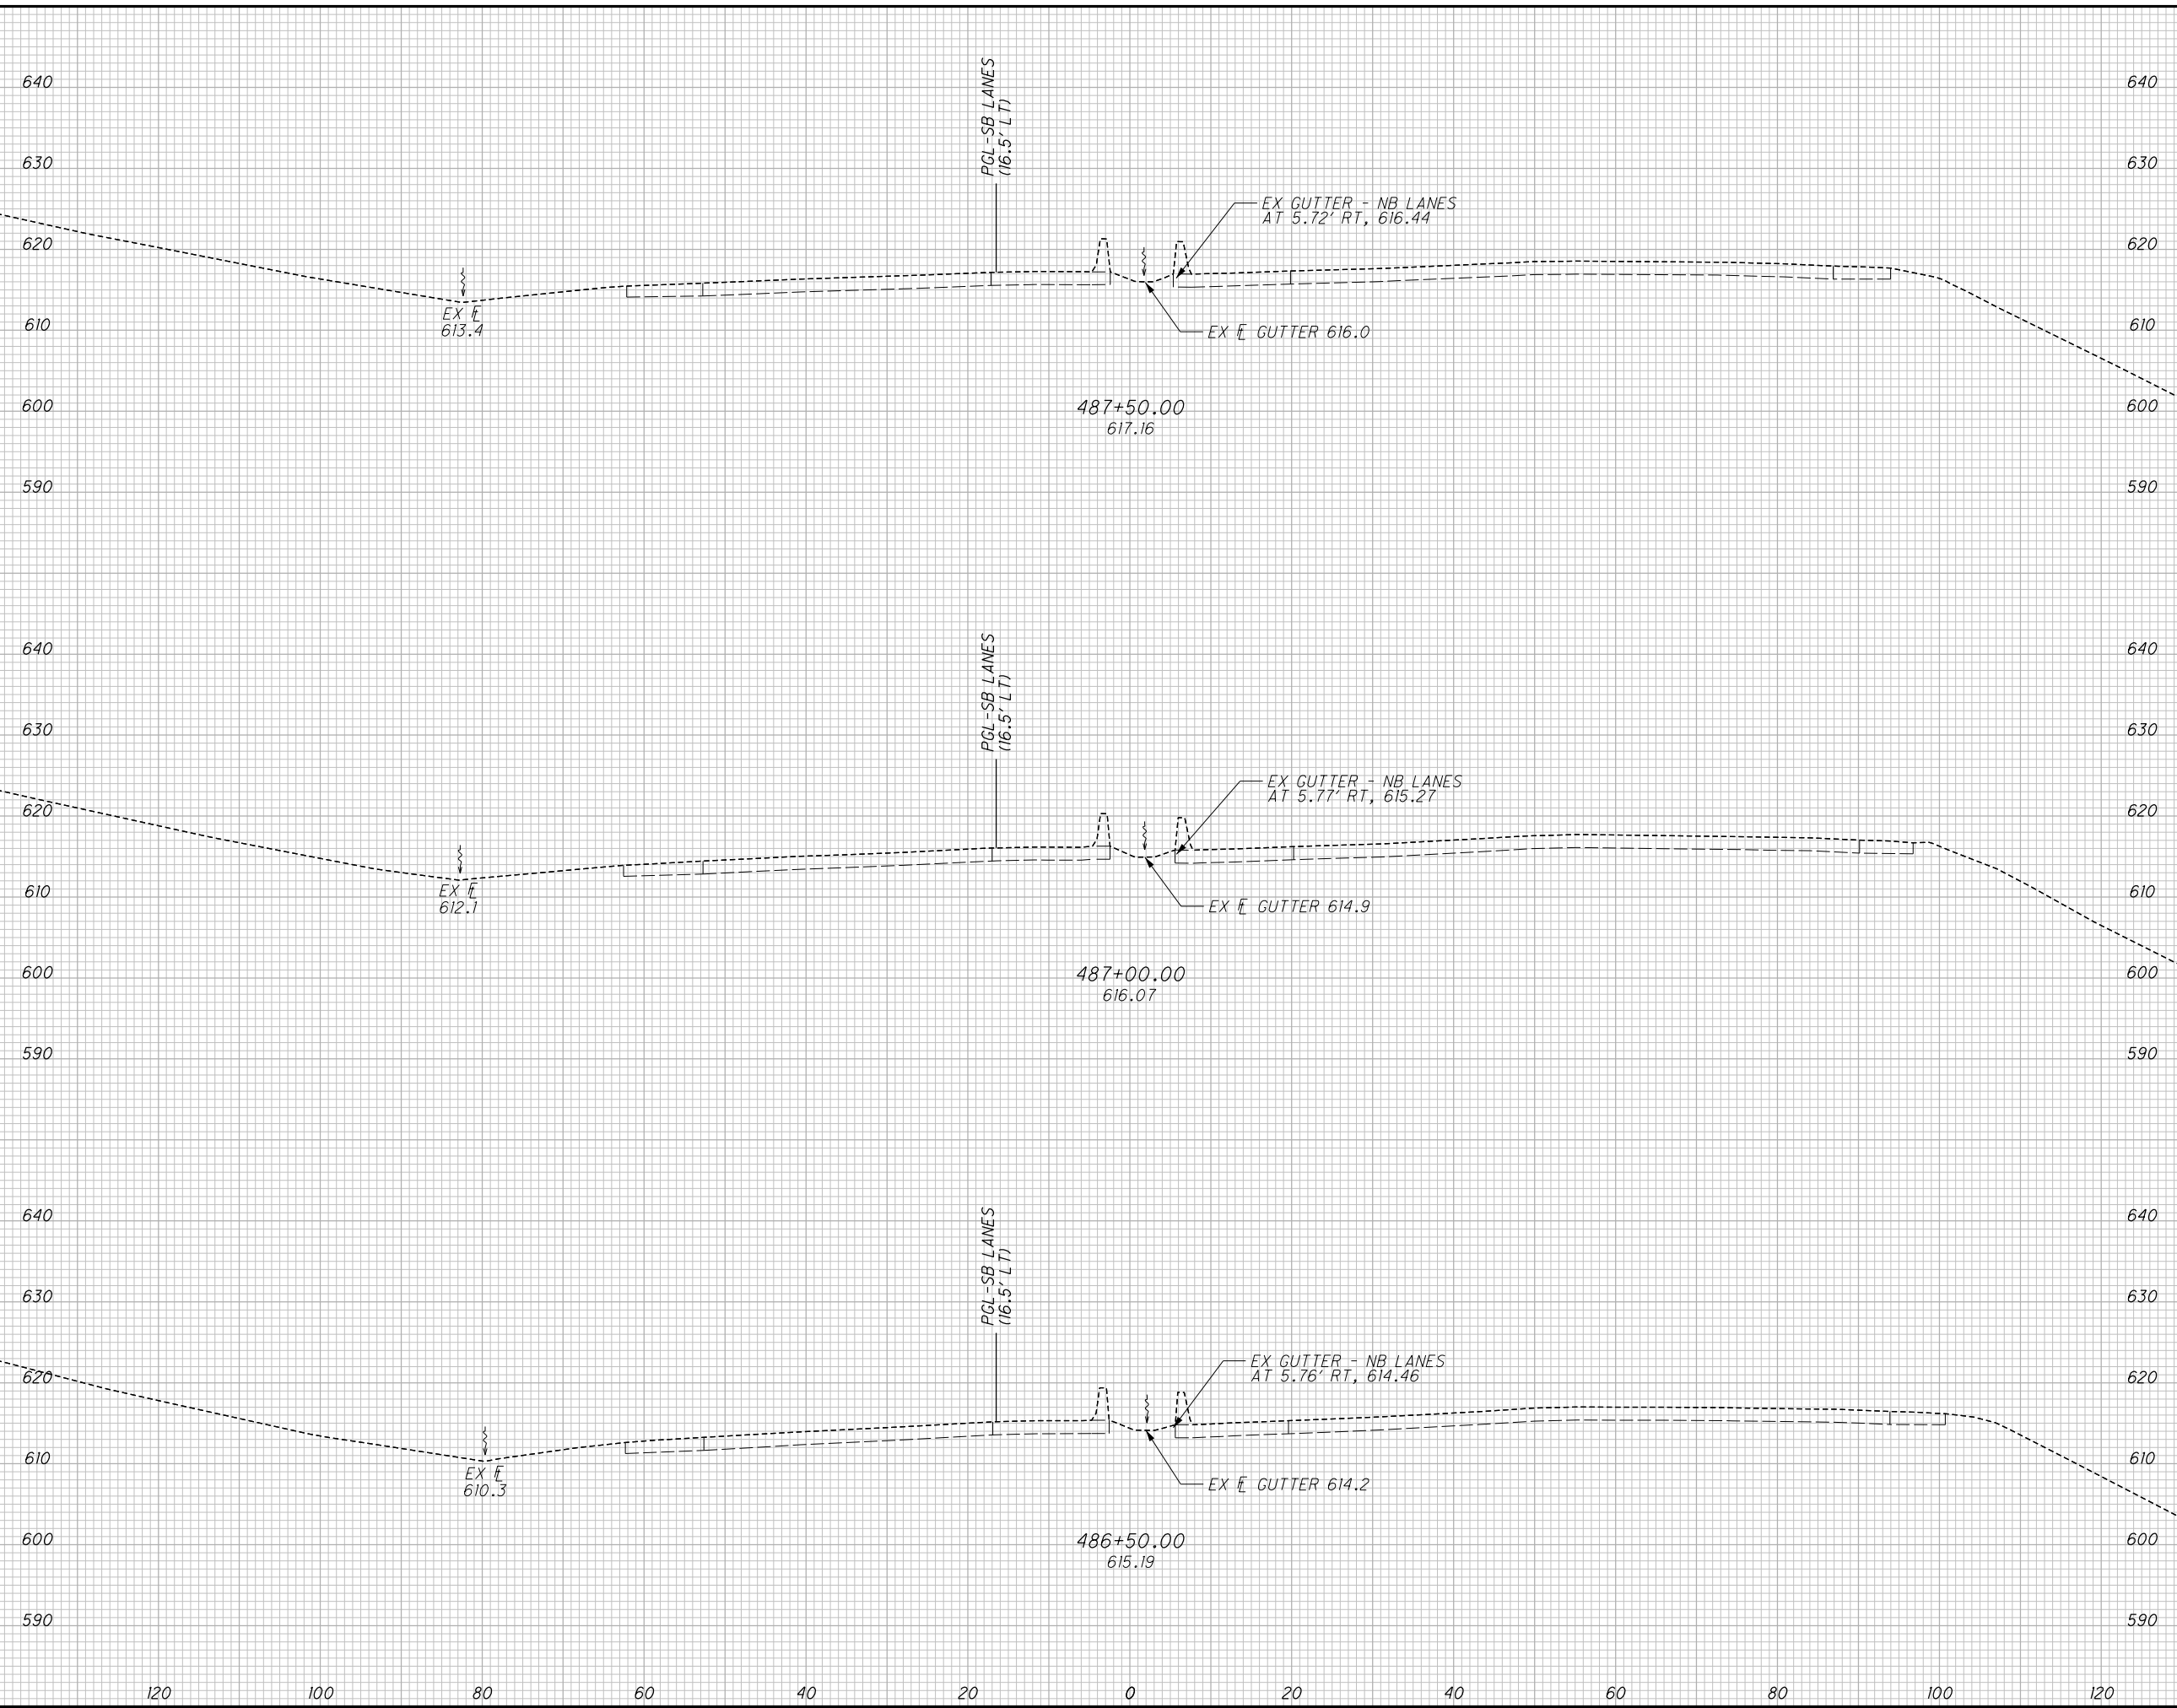 PGL-SB LANES
(16.5' LT)
640 640
630 630
EX GUTTER - NB LANES
AT 5.72' RT, 616.44
620 620
EX ℄
613.4
610 610
EX ℄ GUTTER 616.0
600 600
487+50.00
617.16
590 590
PGL-SB LANES
(16.5' LT)
640 640
630 630
EX GUTTER - NB LANES
AT 5.77' RT, 615.27
620 620
EX ℄
612.1
610 610
EX ℄ GUTTER 614.9
600 600
487+00.00
616.07
590 590
PGL-SB LANES
(16.5' LT)
640 640
630 630
EX GUTTER - NB LANES
AT 5.76' RT, 614.46
620 620
EX ℄
610.3
610 610
EX ℄ GUTTER 614.2
600 600
486+50.00
615.19
590 590
120 100 80 60 40 20 0 20 40 60 80 100 120